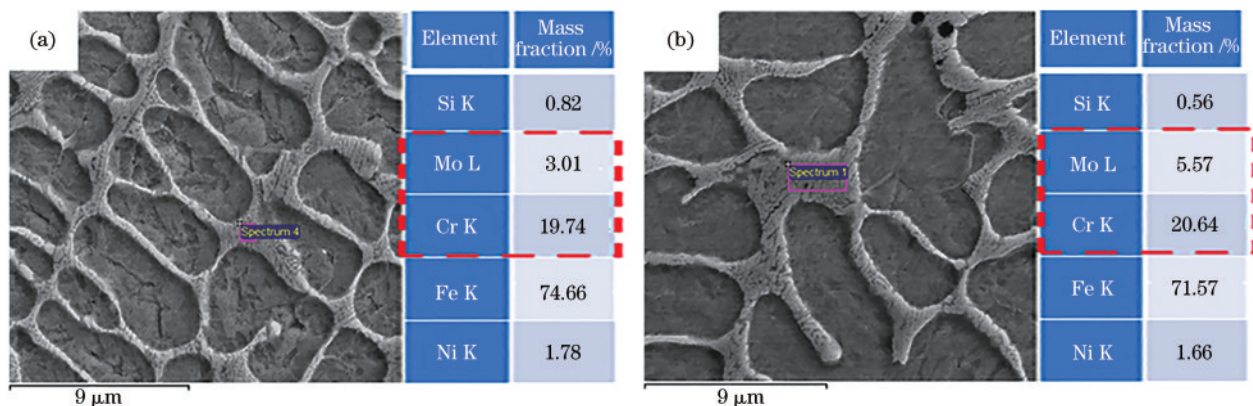 (a)
Spectrum 4
9 μm
Element Mass fraction /%
Si K 0.82
Mo L 3.01
Cr K 19.74
Fe K 74.66
Ni K 1.78
(b)
Spectrum 1
9 μm
Element Mass fraction /%
Si K 0.56
Mo L 5.57
Cr K 20.64
Fe K 71.57
Ni K 1.66